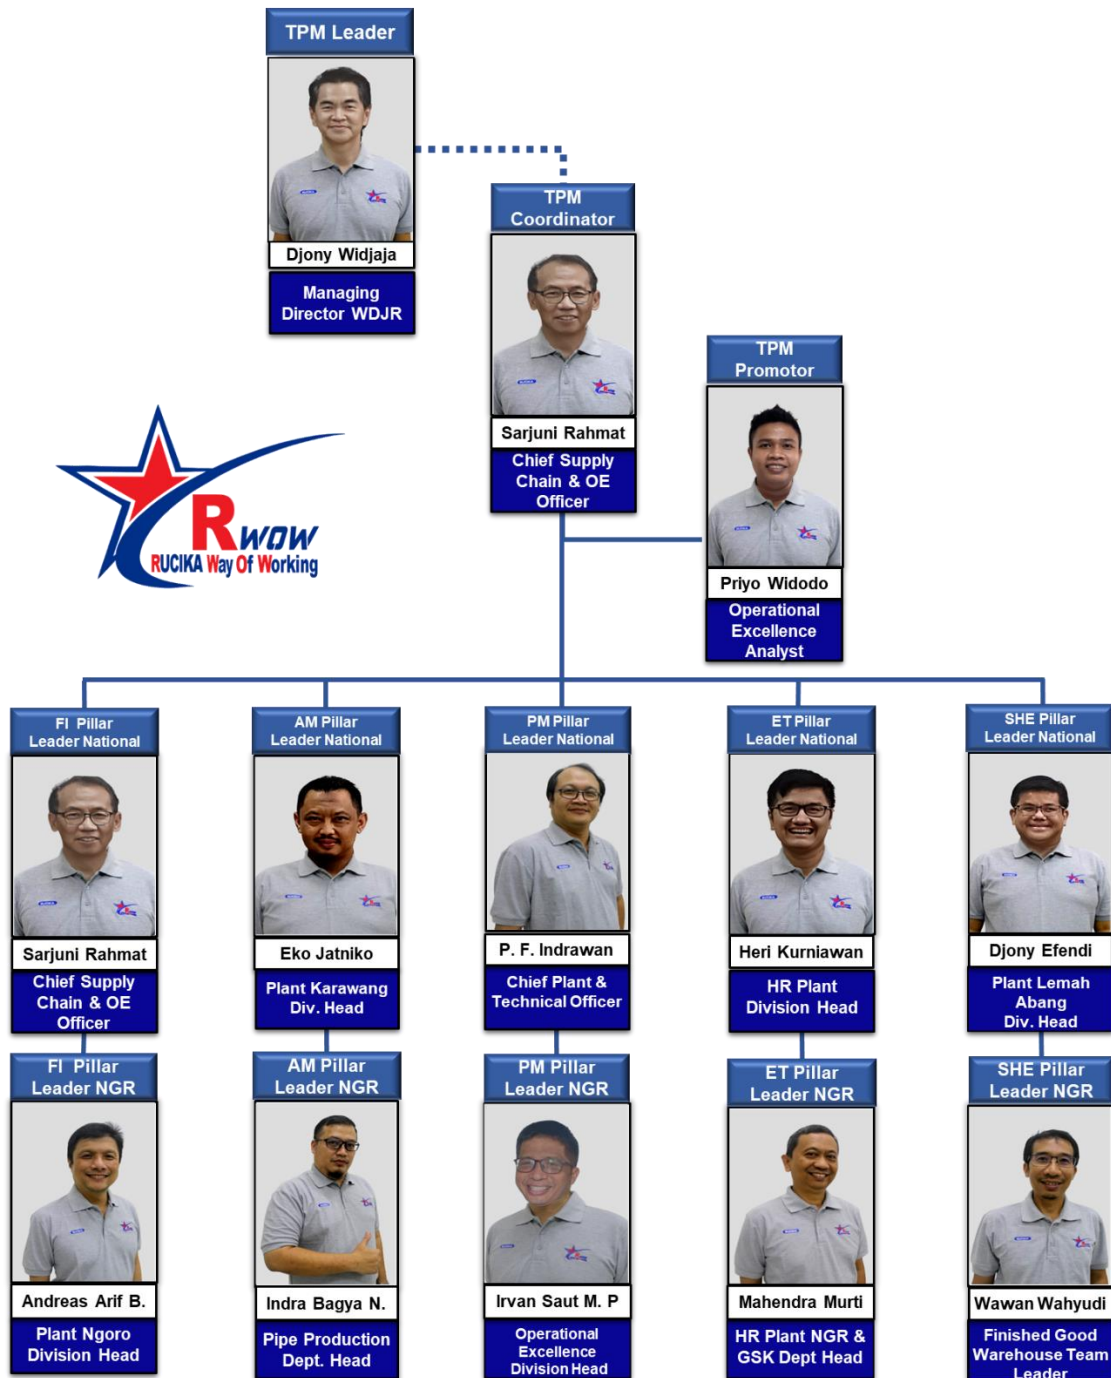 TPM Leader
Djony Widjaja
Managing
Director WDJR
TPM
Coordinator
Sarjuni Rahmat
Chief Supply
Chain & OE
Officer
TPM
Promotor
Priyo Widodo
Operational
Excellence
Analyst
RWOW
RUCIKA Way Of Working
FI Pillar
Leader National
Sarjuni Rahmat
Chief Supply
Chain & OE
Officer
AM Pillar
Leader National
Eko Jatniko
Plant Karawang
Div. Head
PM Pillar
Leader National
P. F. Indrawan
Chief Plant &
Technical Officer
ET Pillar
Leader National
Heri Kurniawan
HR Plant
Division Head
SHE Pillar
Leader National
Djony Efendi
Plant Lemah
Abang
Div. Head
FI Pillar
Leader NGR
Andreas Arif B.
Plant Ngoro
Division Head
AM Pillar
Leader NGR
Indra Bagya N.
Pipe Production
Dept. Head
PM Pillar
Leader NGR
Irvan Saut M. P
Operational
Excellence
Division Head
ET Pillar
Leader NGR
Mahendra Murti
HR Plant NGR &
GSK Dept Head
SHE Pillar
Leader NGR
Wawan Wahyudi
Finished Good
Warehouse Team
Leader